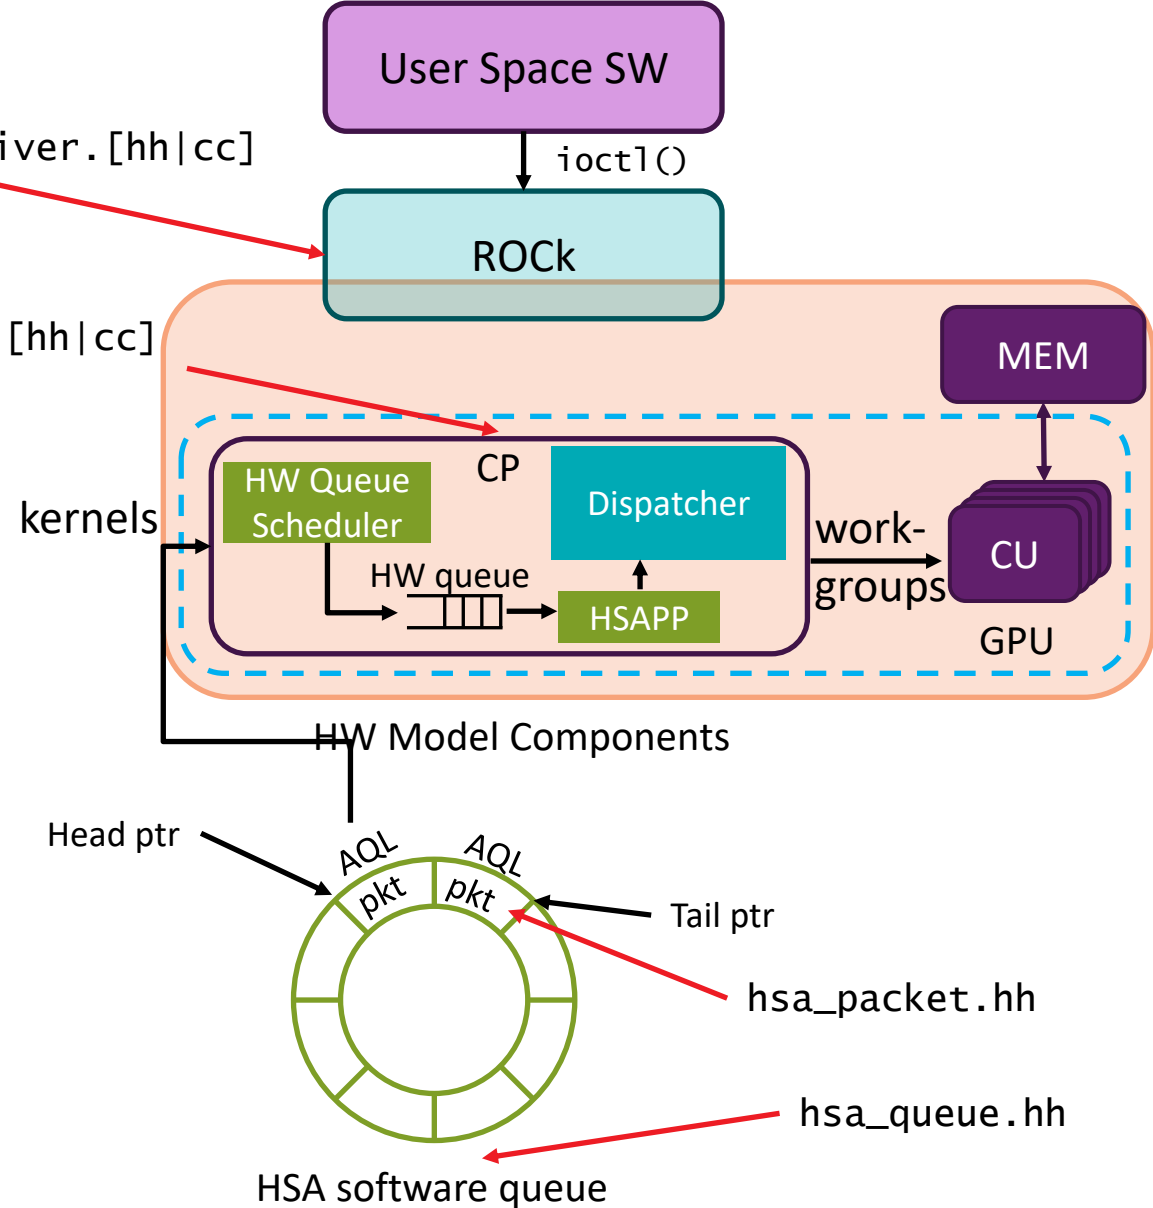 User Space SW
iver.[hh|cc]
ioctl()
ROCk
[hh|cc]
MEM
CP
HW Queue
Scheduler
Dispatcher
kernels
work-
groups
CU
HW queue
HSAPP
GPU
HW Model Components
Head ptr
AQL
AQL
pkt
pkt
Tail ptr
hsa_packet.hh
hsa_queue.hh
HSA software queue